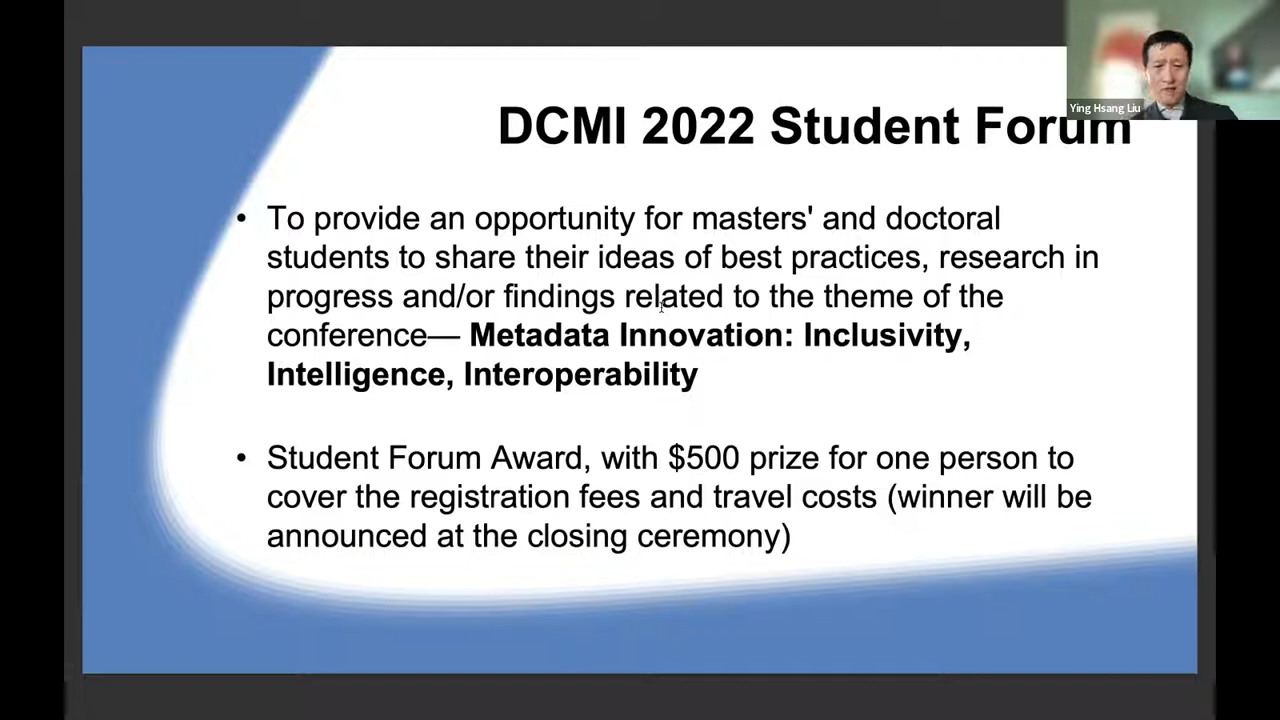 Ying Hsang Liu
DCMI 2022 Student Forum
• To provide an opportunity for masters' and doctoral
students to share their ideas of best practices, research in
progress and/or findings related to the theme of the
conference— Metadata Innovation: Inclusivity,
Intelligence, Interoperability
• Student Forum Award, with $500 prize for one person to
cover the registration fees and travel costs (winner will be
announced at the closing ceremony)